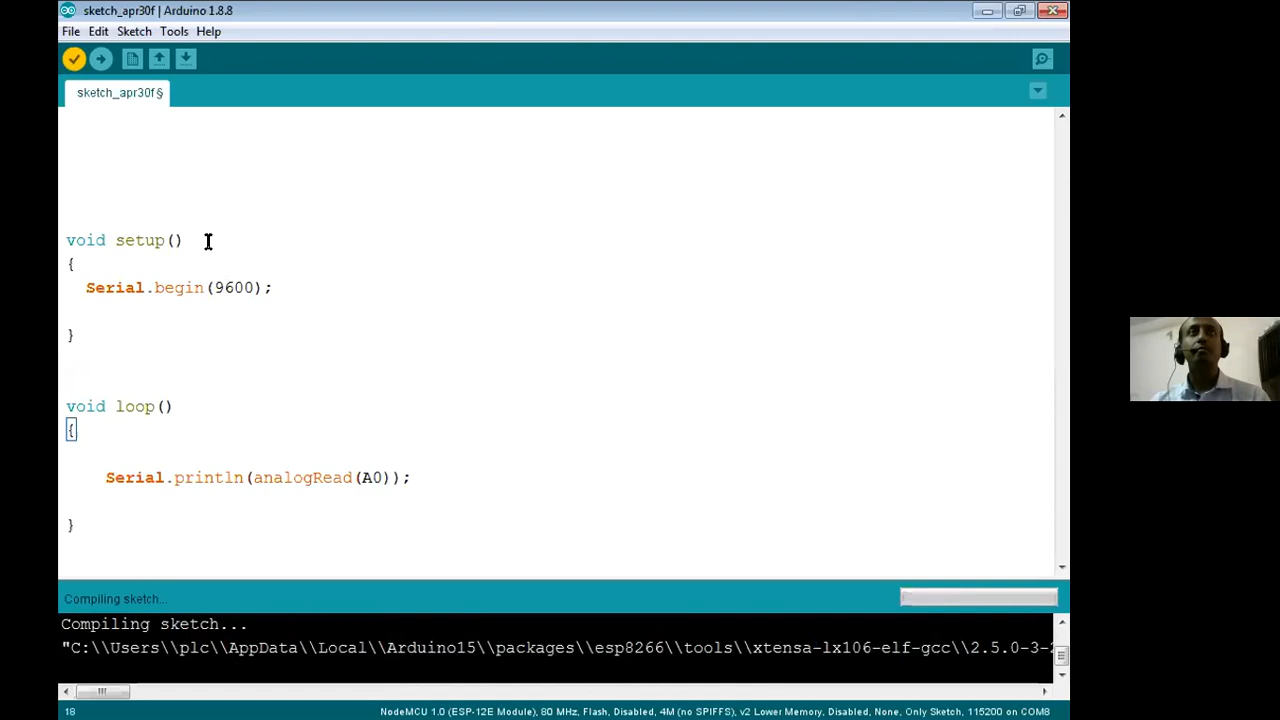 sketch_apr30f | Arduino 1.8.8
File Edit Sketch Tools Help
sketch_apr30f§
void setup()
{
Serial.begin(9600);
}
void loop()
{
Serial.println(analogRead(A0));
}
Compiling sketch...
Compiling sketch...
"C:\\Users\\plc\\AppData\\Local\\Arduino15\\packages\\esp8266\\tools\\xtensa-lx106-elf-gcc\\2.5.0-3-
18 NodeMCU 1.0 (ESP-12E Module), 80 MHz, Flash, Disabled, 4M (no SPIFFS), v2 Lower Memory, Disabled, None, Only Sketch, 115200 on COM8